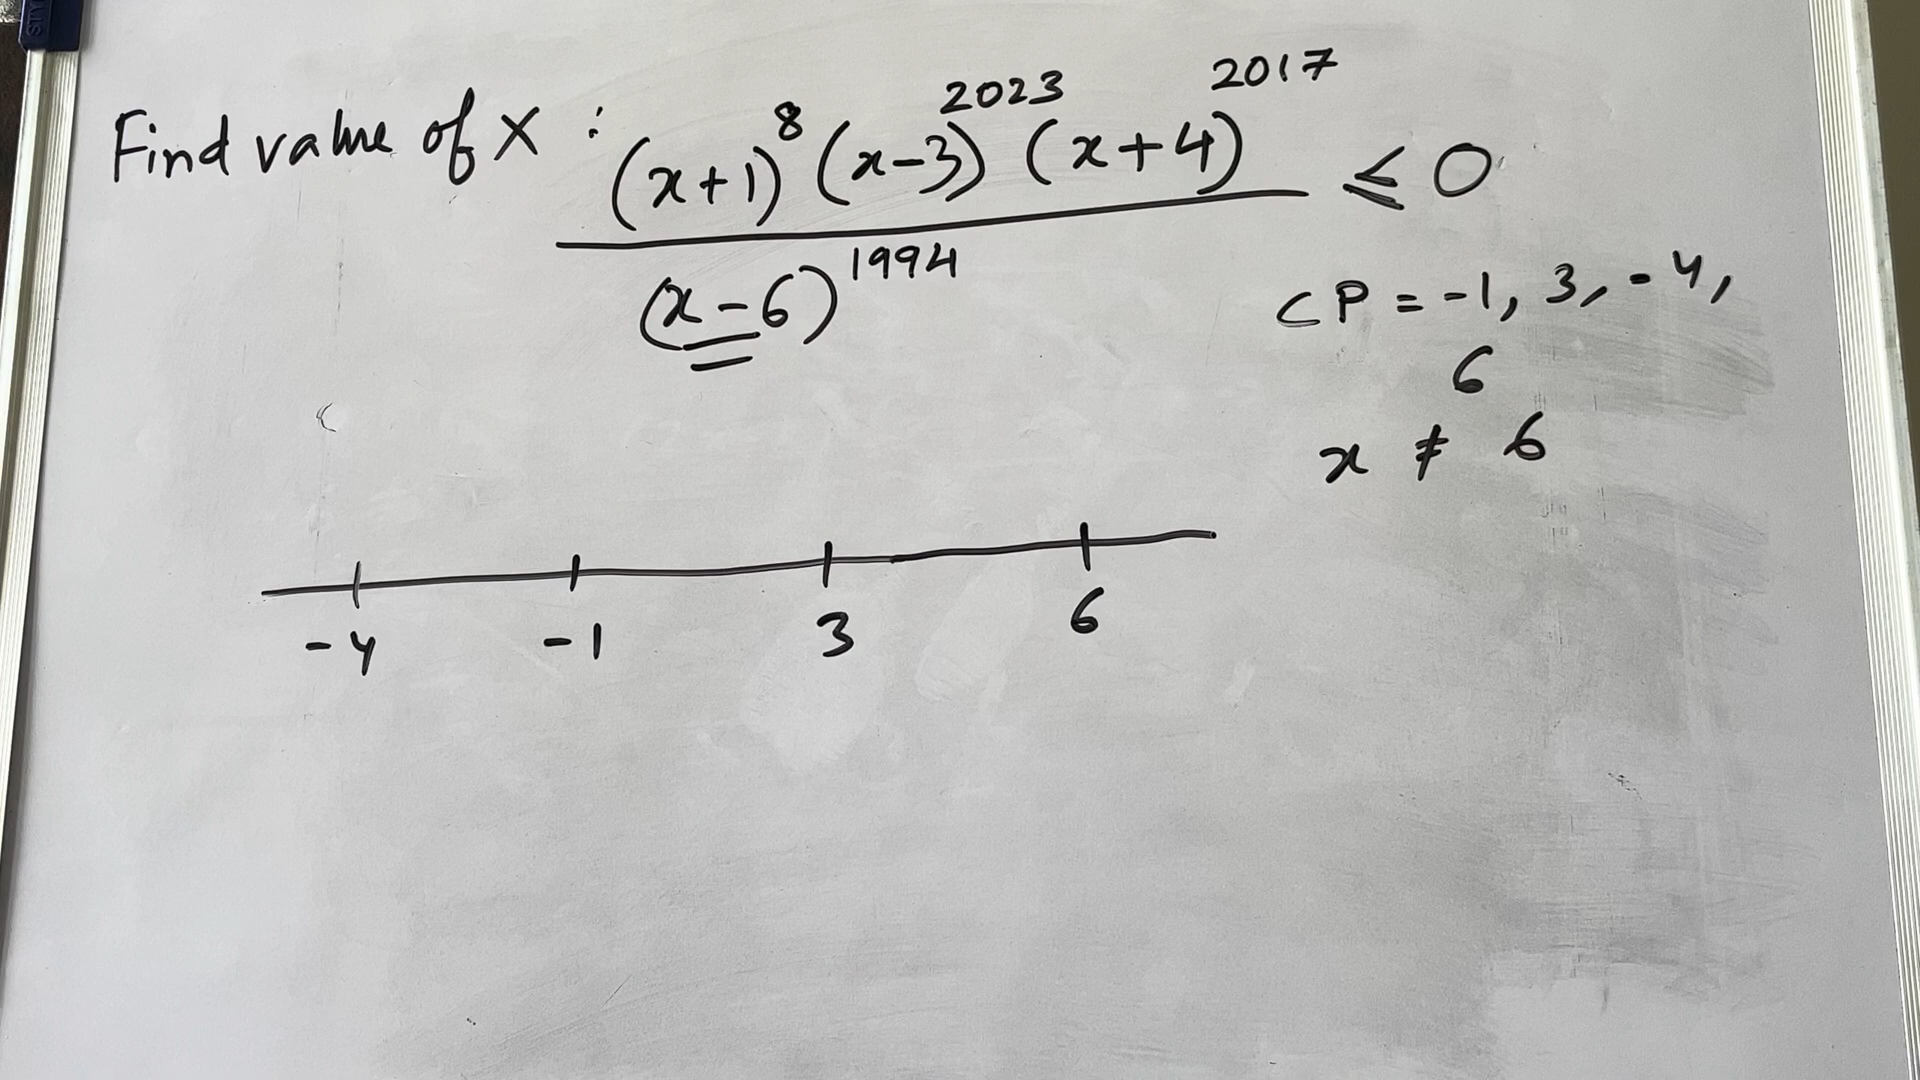 Find value of x : (x+1)^8 (x-3)^2023 (x+4)^2017 ≤ 0
(x-6)^1994
CP = -1, 3, -4,
6
x ≠ 6
-4 -1 3 6